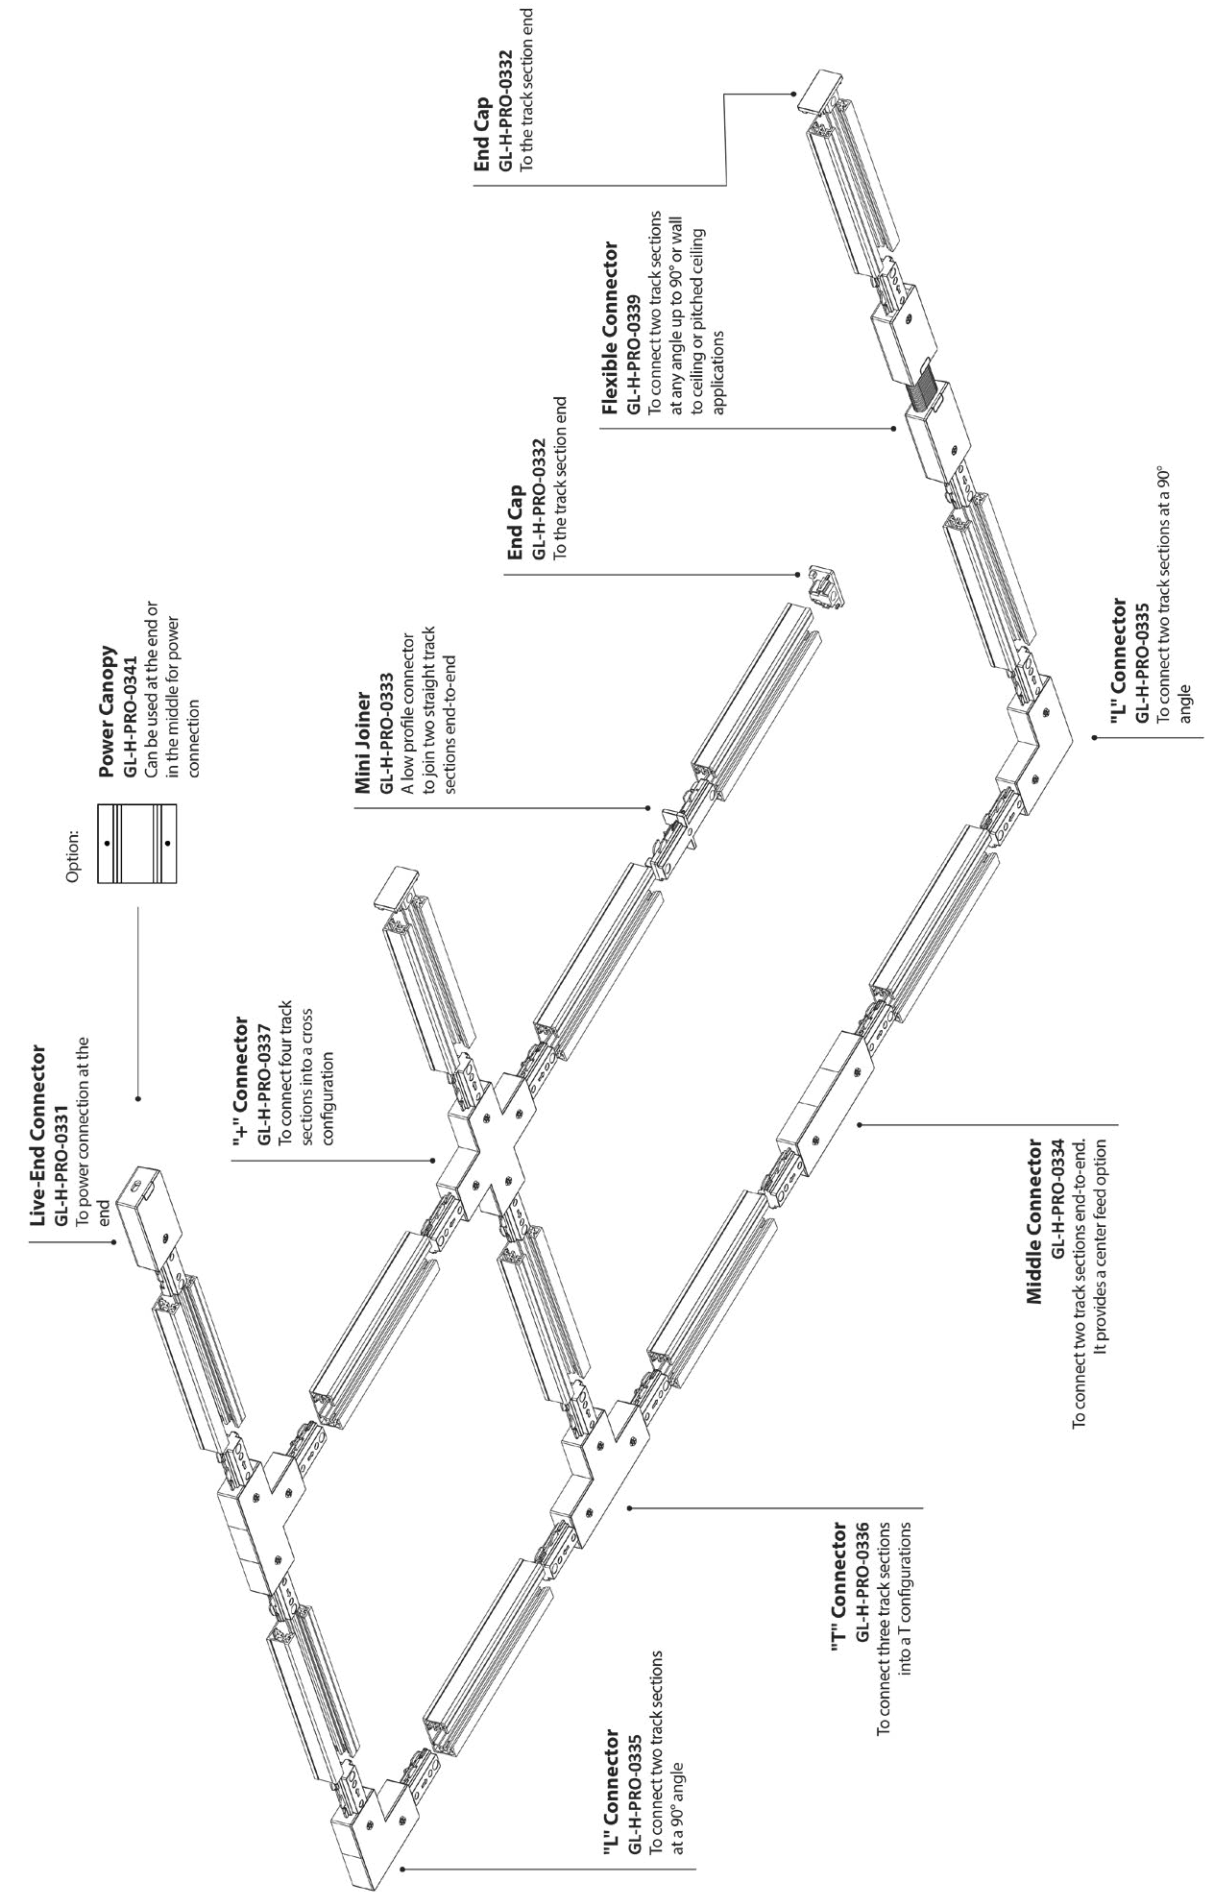 Live-End Connector
GL-H-PRO-0331
To power connection at the
end
Option:
Power Canopy
GL-H-PRO-0341
Can be used at the end or
in the middle for power
connection
"+" Connector
GL-H-PRO-0337
To connect four track
sections into a cross
configuration
Mini Joiner
GL-H-PRO-0333
A low profile connector
to join two straight track
sections end-to-end
End Cap
GL-H-PRO-0332
To the track section end
End Cap
GL-H-PRO-0332
To the track section end
Flexible Connector
GL-H-PRO-0339
To connect two track sections
at any angle up to 90° or wall
to ceiling or pitched ceiling
applications
"L" Connector
GL-H-PRO-0335
To connect two track sections
at a 90° angle
"T" Connector
GL-H-PRO-0336
To connect three track sections
into a T configurations
Middle Connector
GL-H-PRO-0334
To connect two track sections end-to-end.
It provides a center feed option
"L" Connector
GL-H-PRO-0335
To connect two track sections at a 90°
angle